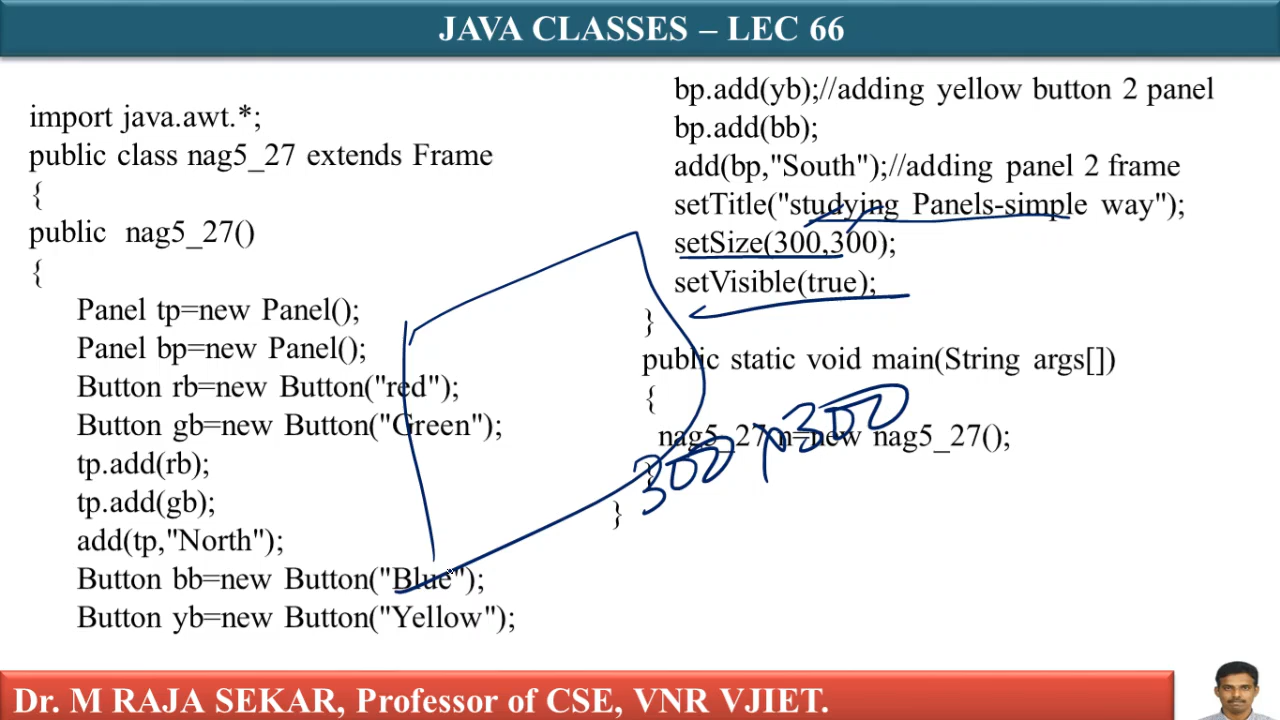 JAVA CLASSES – LEC 66
import java.awt.*;
public class nag5_27 extends Frame
{
public nag5_27()
{
Panel tp=new Panel();
Panel bp=new Panel();
Button rb=new Button("red");
Button gb=new Button("Green");
tp.add(rb);
tp.add(gb);
add(tp,"North");
Button bb=new Button("Blue");
Button yb=new Button("Yellow");
bp.add(yb);//adding yellow button 2 panel
bp.add(bb);
add(bp,"South");//adding panel 2 frame
setTitle("studying Panels-simple way");
setSize(300,300);
setVisible(true);
}
public static void main(String args[])
{
nag5_27 n=new nag5_27();
}
}
300 x 300
Dr. M RAJA SEKAR, Professor of CSE, VNR VJIET.